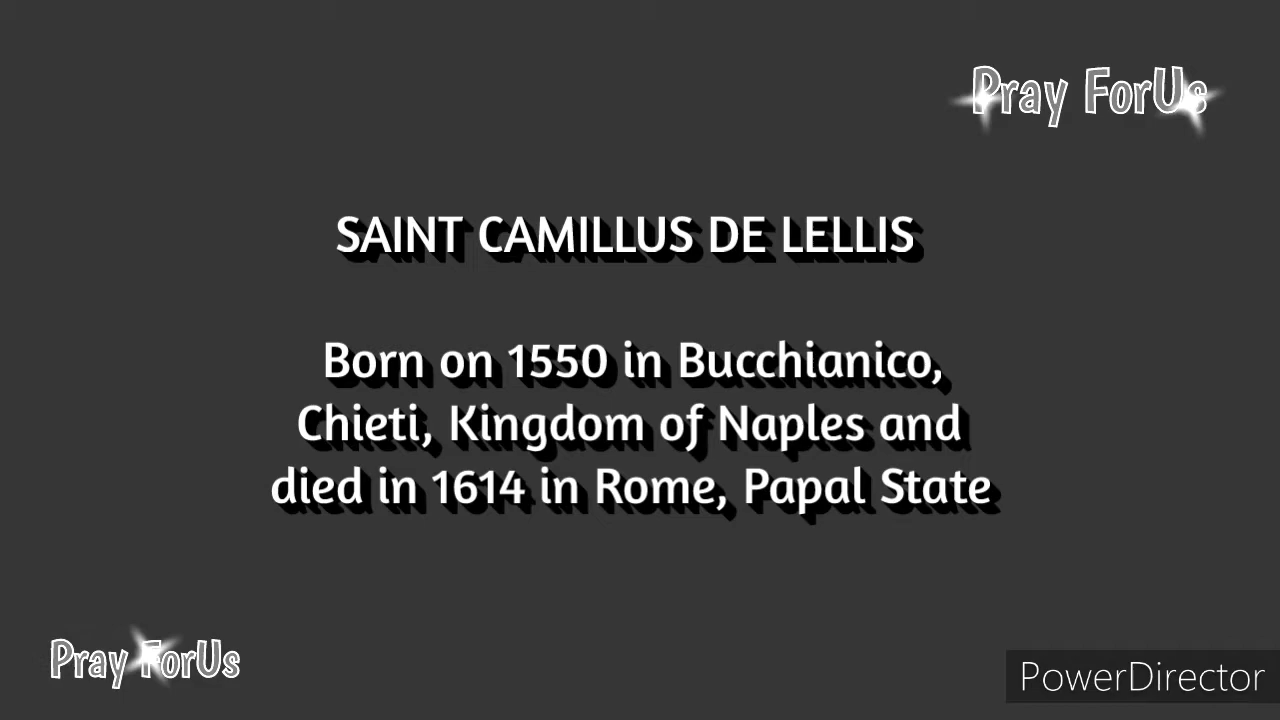 Pray ForUs
SAINT CAMILLUS DE LELLIS
Born on 1550 in Bucchianico,
Chieti, Kingdom of Naples and
died in 1614 in Rome, Papal State
Pray ForUs
PowerDirector